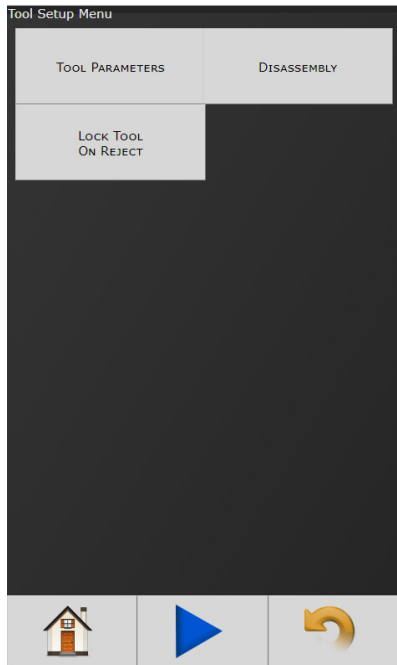 Tool Setup Menu
Tool Parameters
Disassembly
Lock Tool
On Reject